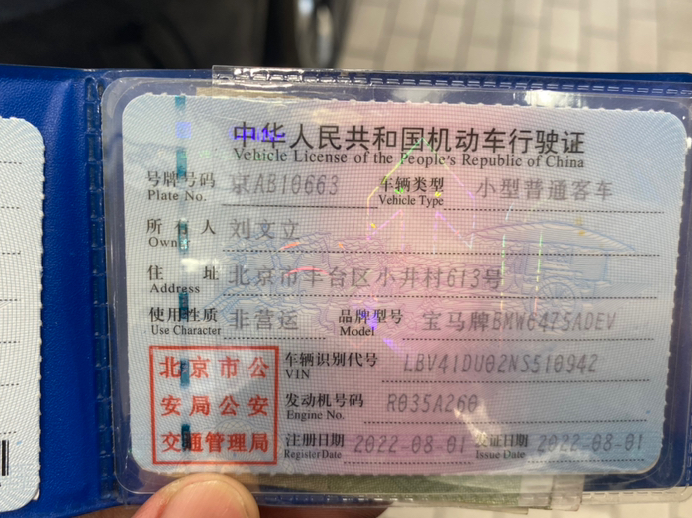 中华人民共和国机动车行驶证
Vehicle License of the People's Republic of China
号牌号码 京AB10663 车辆类型 小型普通客车
Plate No. Vehicle Type
所有人 刘文立
Owner
住址 北京市丰台区小井村613号
Address
使用性质 非营运 品牌型号 宝马牌BMW6475ADEV
Use Character Model
北京市公安局公安交通管理局
车辆识别代号 LBV41DU02NS510942
VIN
发动机号码 R035A260
Engine No.
注册日期 2022-08-01 发证日期 2022-08-01
Register Date Issue Date